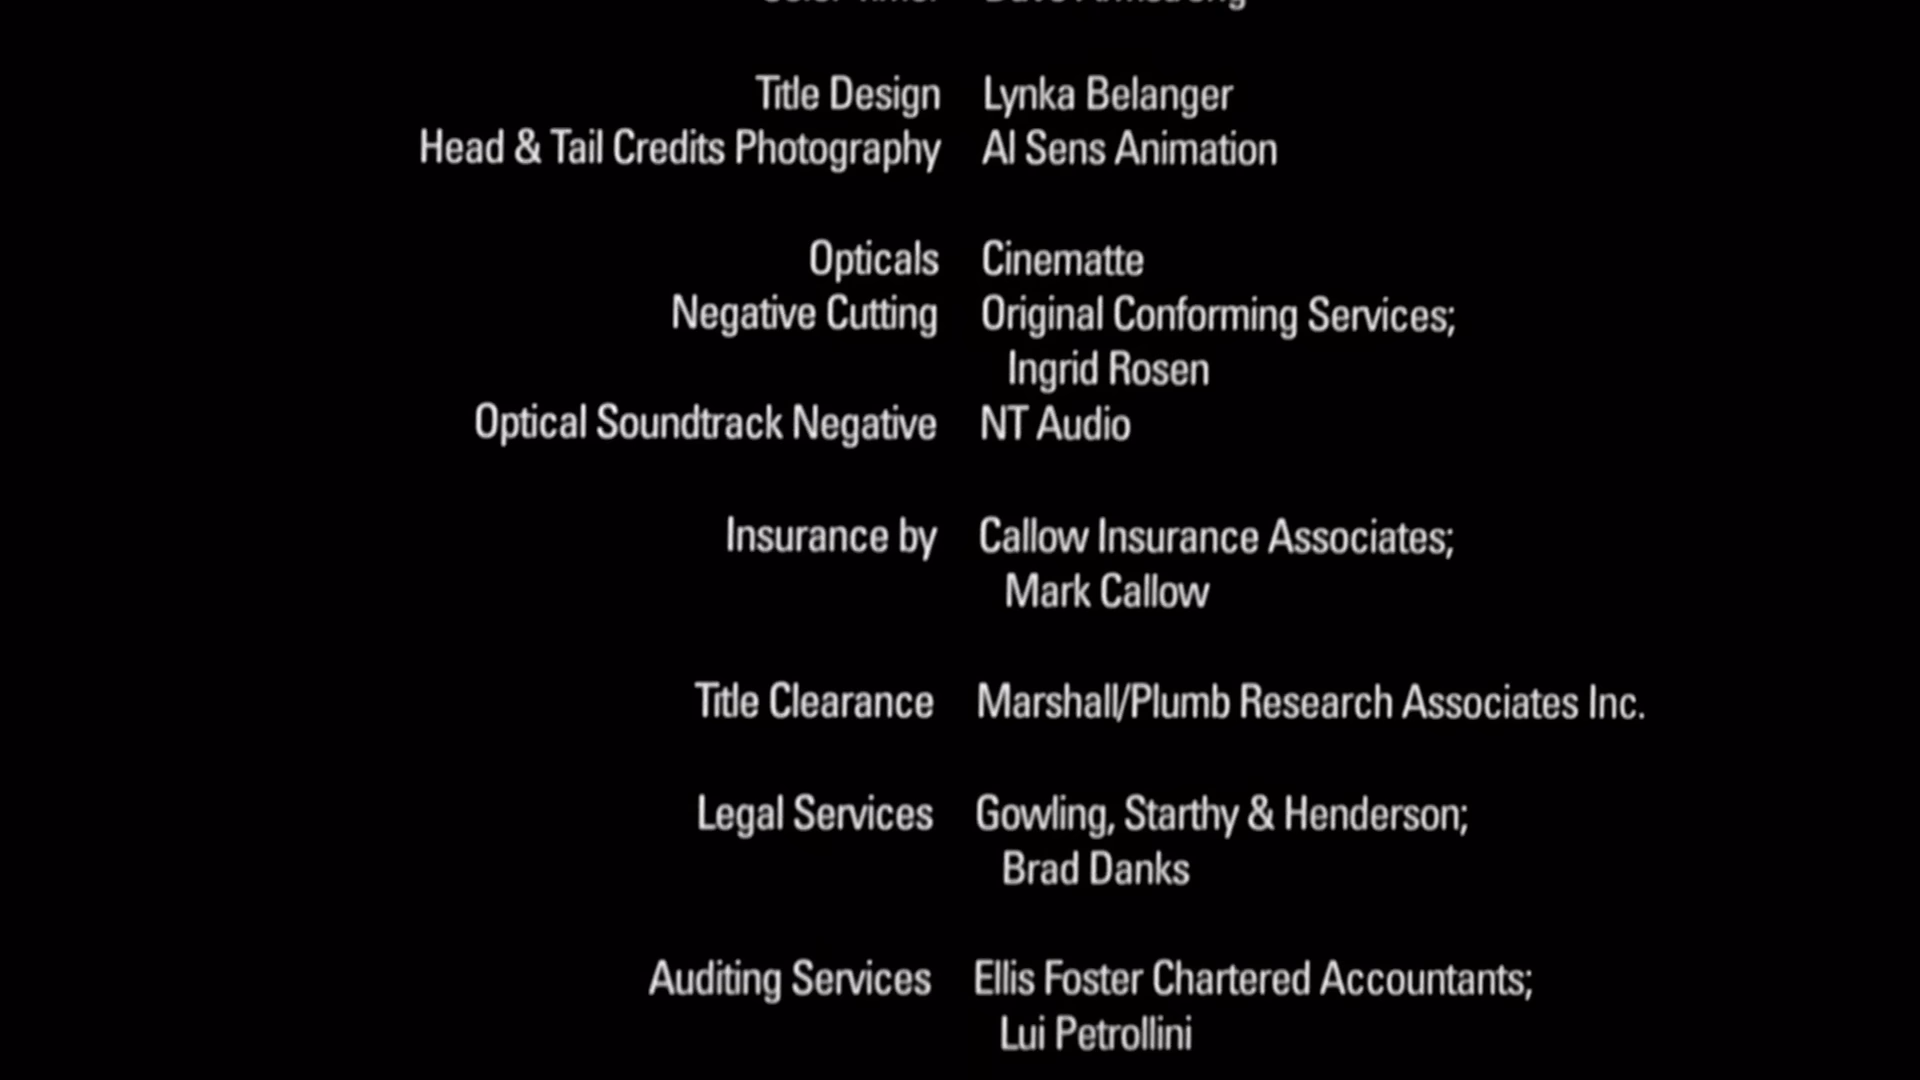 Title Design Lynka Belanger
Head & Tail Credits Photography Al Sens Animation
Opticals Cinematte
Negative Cutting Original Conforming Services;
Ingrid Rosen
Optical Soundtrack Negative NT Audio
Insurance by Callow Insurance Associates;
Mark Callow
Title Clearance Marshall/Plumb Research Associates Inc.
Legal Services Gowling, Starthy & Henderson;
Brad Danks
Auditing Services Ellis Foster Chartered Accountants;
Lui Petrollini